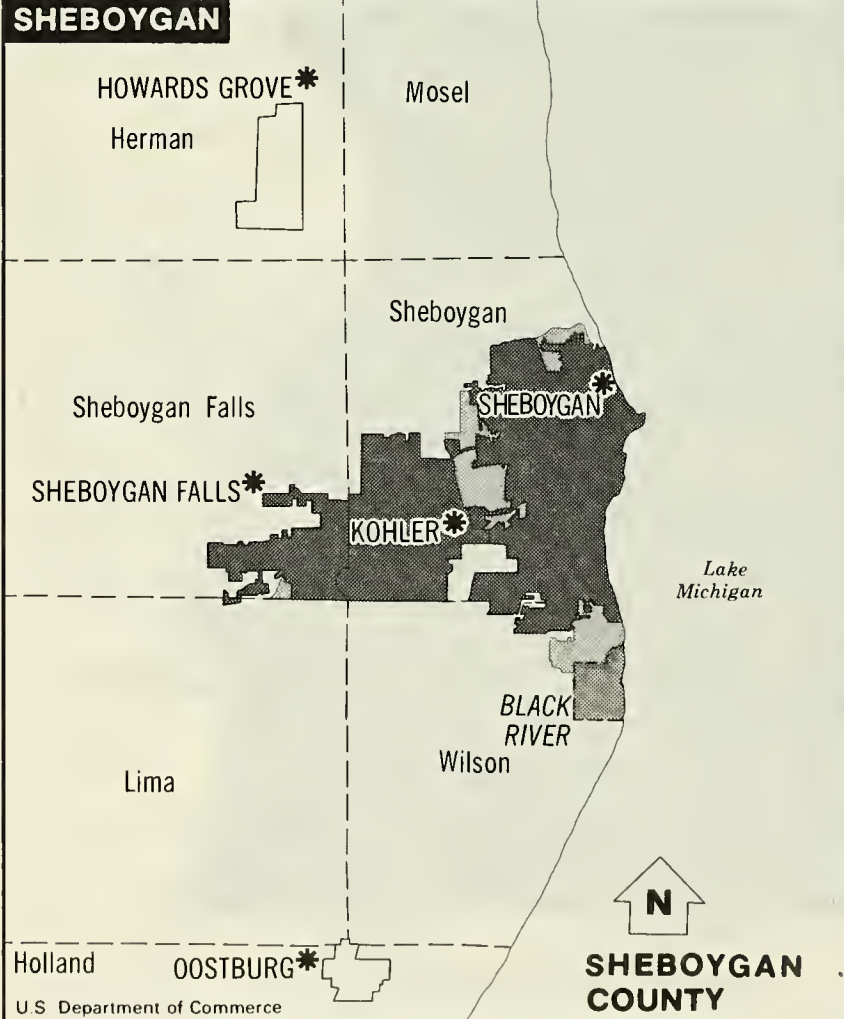 SHEBOYGAN
HOWARDS GROVE*
Mosel
Herman
Sheboygan
SHEBOYGAN*
Sheboygan Falls
SHEBOYGAN FALLS*
KOHLER*
Lake
Michigan
BLACK
RIVER
Wilson
Lima
N
Holland
OOSTBURG*
SHEBOYGAN
COUNTY
U.S Department of Commerce